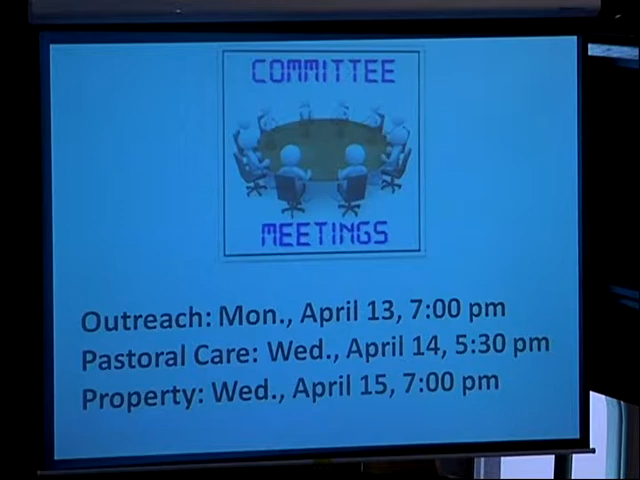 COMMITTEE
MEETINGS
Outreach: Mon., April 13, 7:00 pm
Pastoral Care: Wed., April 14, 5:30 pm
Property: Wed., April 15, 7:00 pm